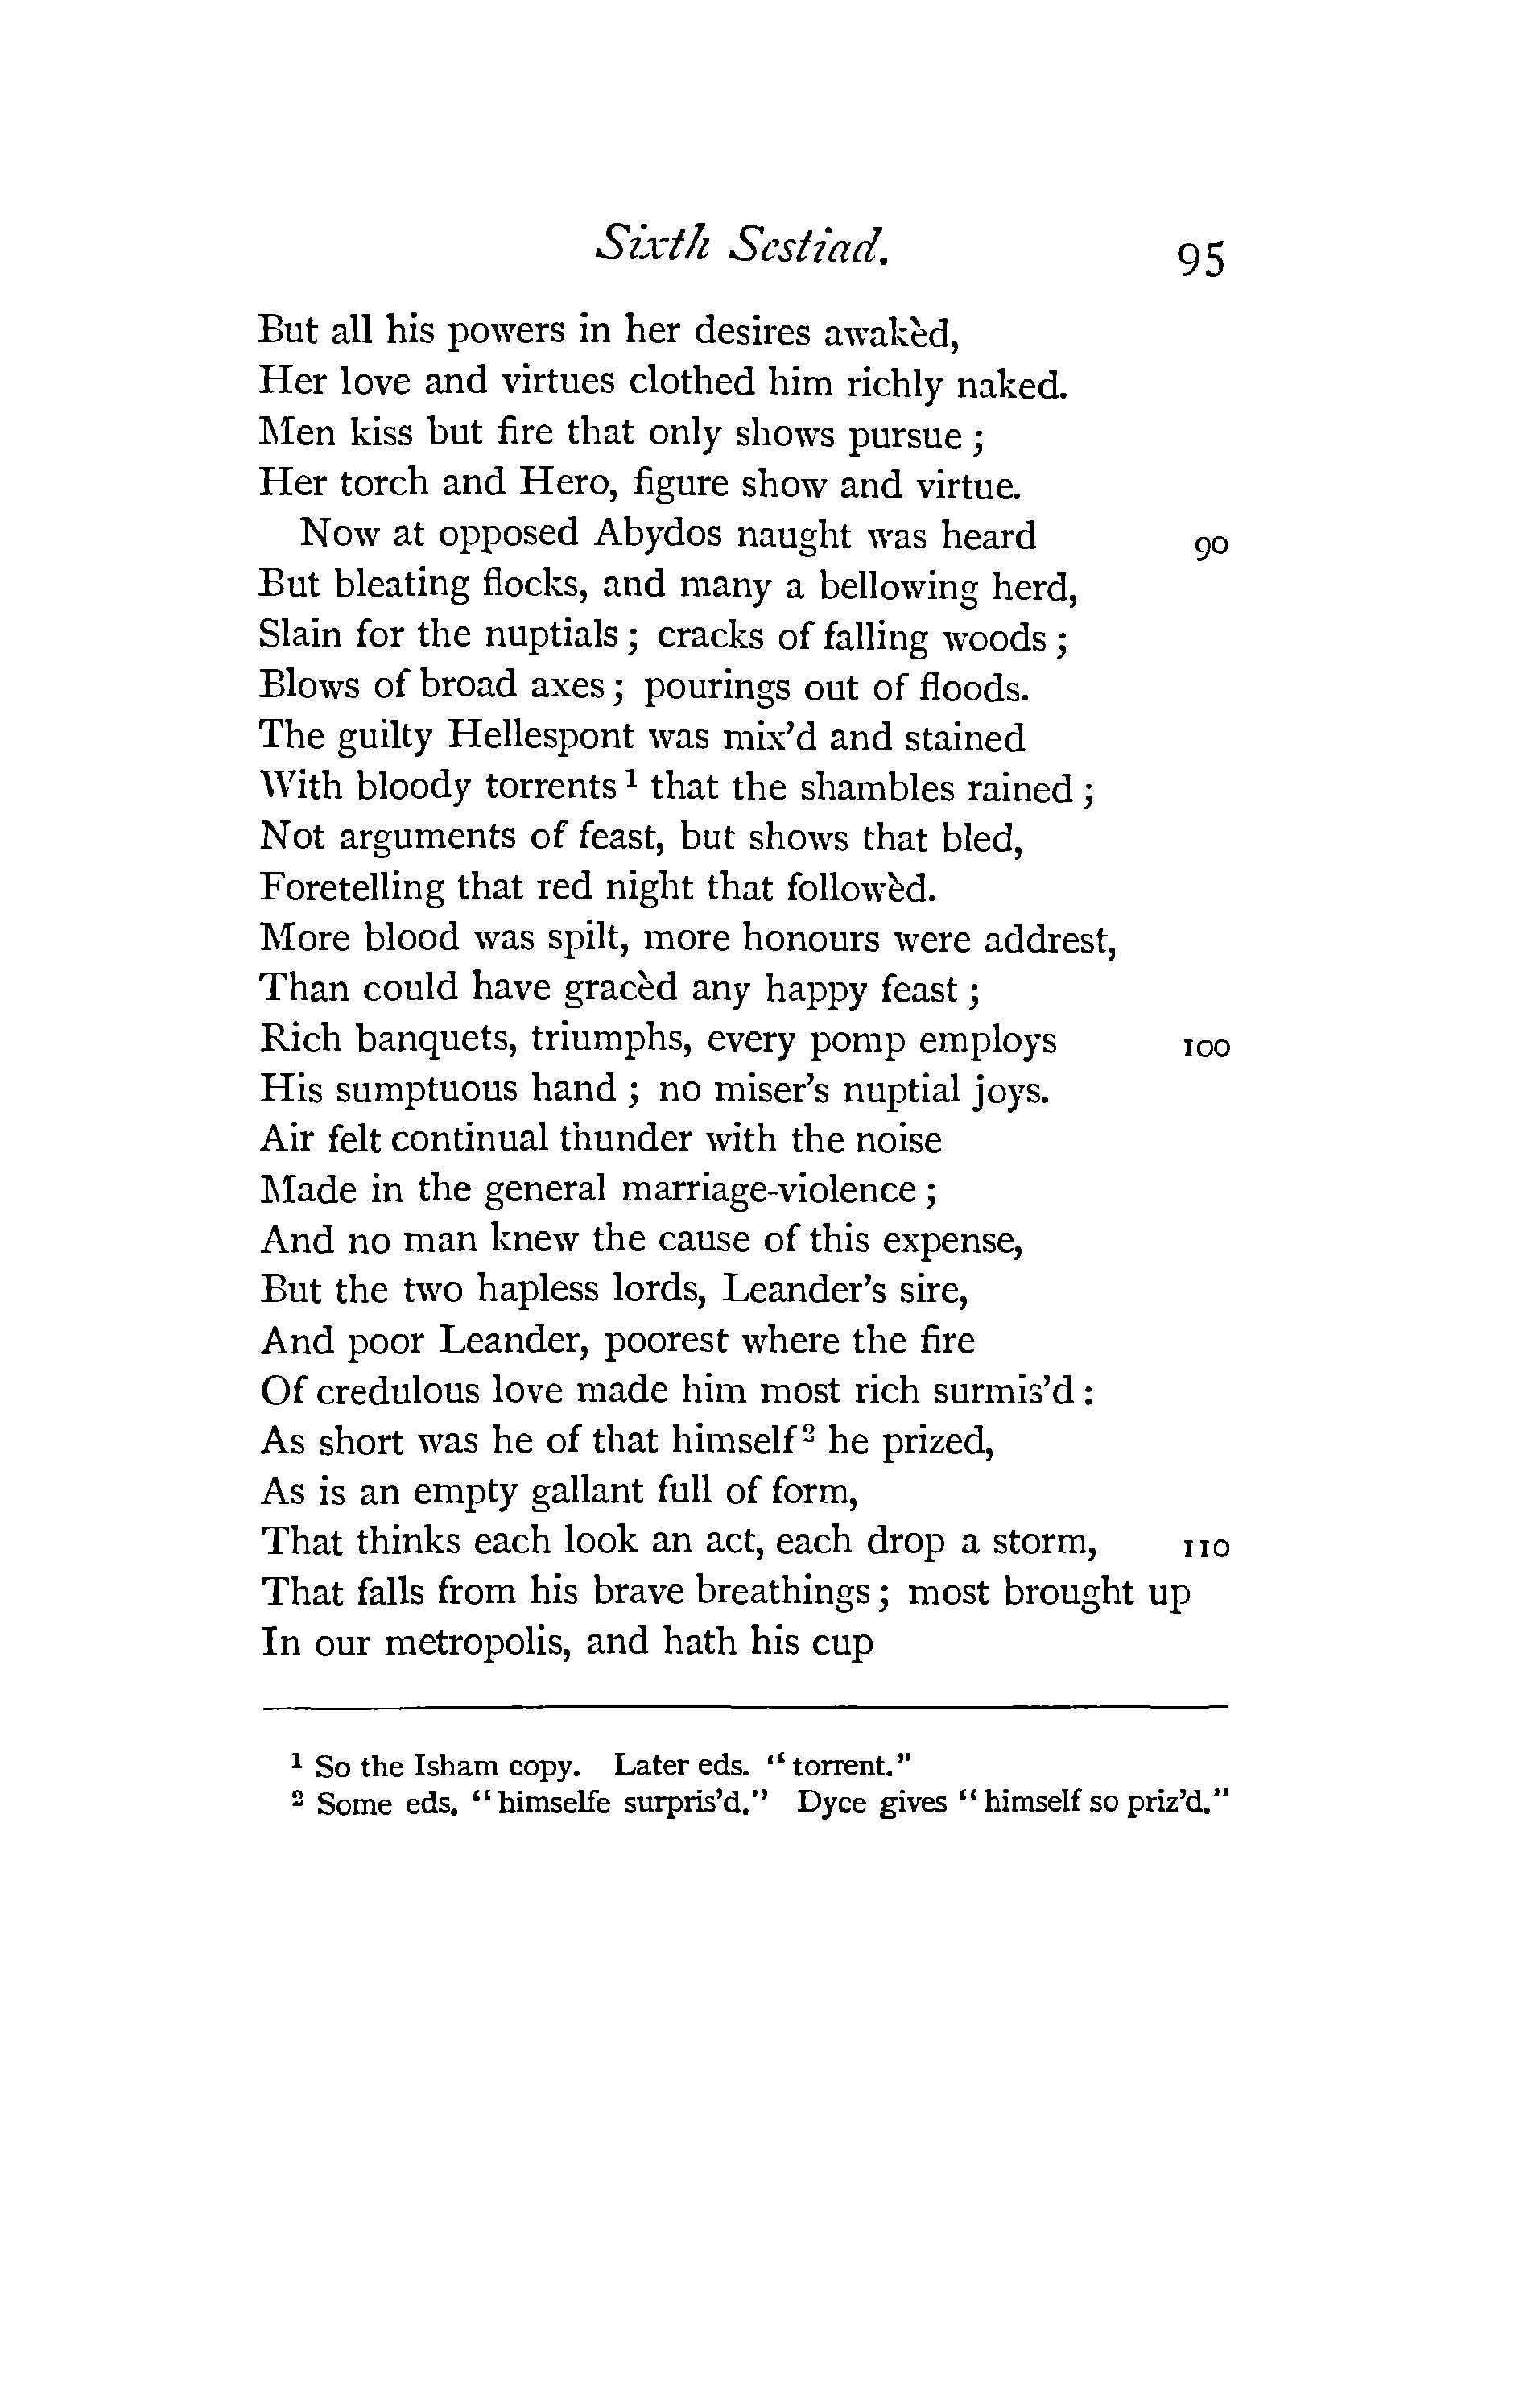 Sixth Sestiad. 95
But all his powers in her desires awakèd,
Her love and virtues clothed him richly naked.
Men kiss but fire that only shows pursue ;
Her torch and Hero, figure show and virtue.
Now at opposed Abydos naught was heard 90
But bleating flocks, and many a bellowing herd,
Slain for the nuptials ; cracks of falling woods ;
Blows of broad axes ; pourings out of floods.
The guilty Hellespont was mix’d and stained
With bloody torrents ¹ that the shambles rained ;
Not arguments of feast, but shows that bled,
Foretelling that red night that followèd.
More blood was spilt, more honours were addrest,
Than could have gracèd any happy feast ;
Rich banquets, triumphs, every pomp employs 100
His sumptuous hand ; no miser’s nuptial joys.
Air felt continual thunder with the noise
Made in the general marriage-violence ;
And no man knew the cause of this expense,
But the two hapless lords, Leander’s sire,
And poor Leander, poorest where the fire
Of credulous love made him most rich surmis’d :
As short was he of that himself ² he prized,
As is an empty gallant full of form,
That thinks each look an act, each drop a storm, 110
That falls from his brave breathings ; most brought up
In our metropolis, and hath his cup
¹ So the Isham copy. Later eds. “torrent.”
² Some eds. “himselfe surpris’d.” Dyce gives “himself so priz’d.”